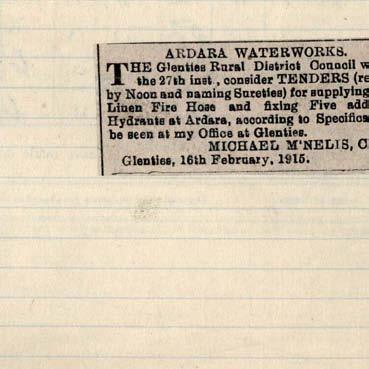 ARDARA WATERWORKS.
THE Glenties Rural District Council
the 27th inst., consider TENDERS (re
by Noon and naming Sureties) for supplying
Linen Fire Hose and fixing Five add
Hydrants at Ardara, according to Specifica
be seen at my Office at Glenties.
MICHAEL M'NELIS, C
Glenties, 16th February, 1915.